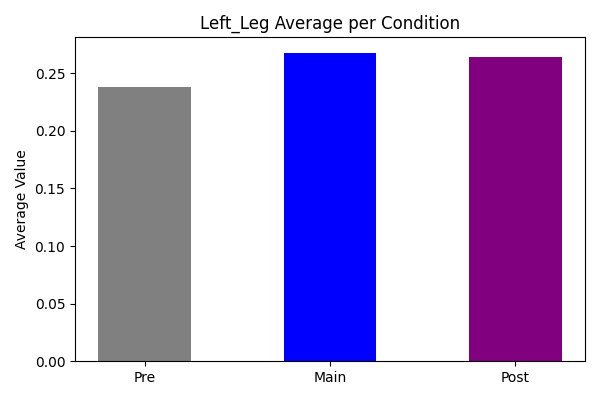 Left_Leg Average per Condition
Average Value
0.25
0.20
0.15
0.10
0.05
0.00
Pre
Main
Post